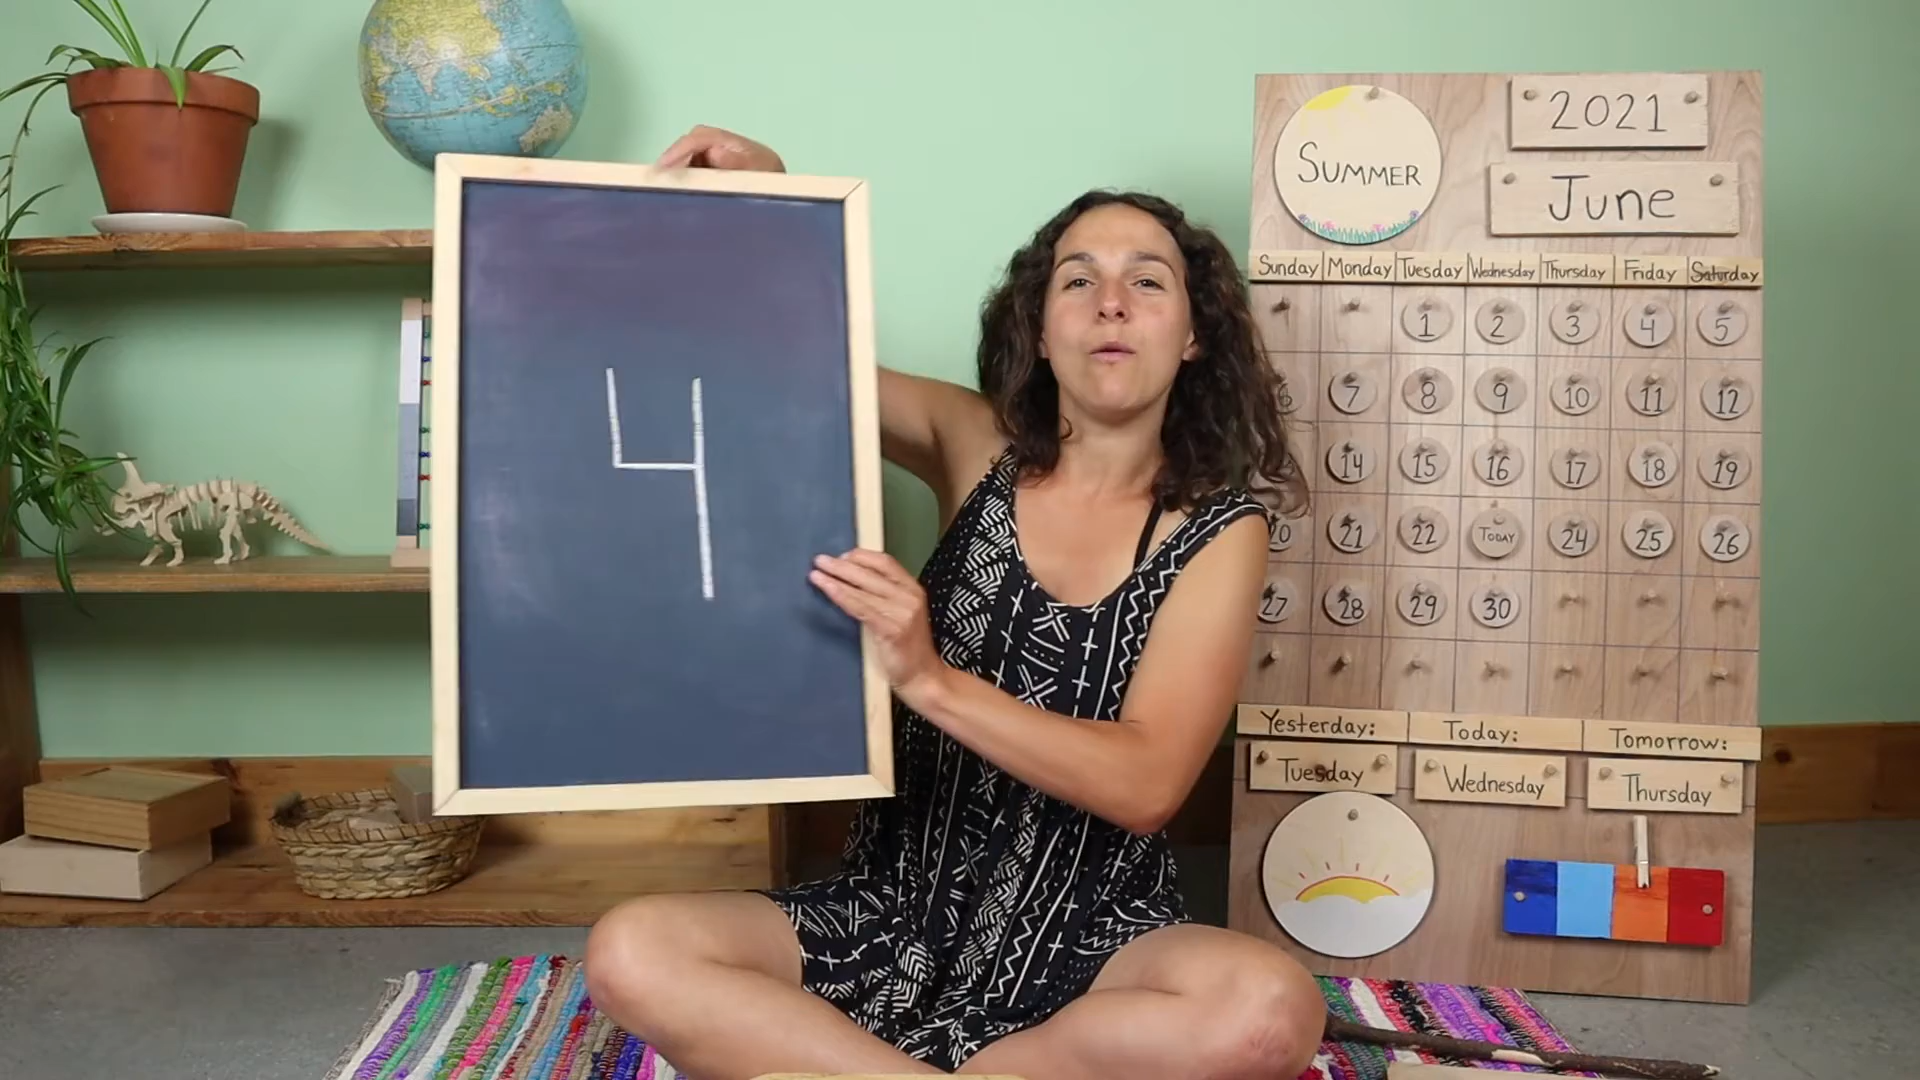 4
SUMMER
2021
June
Sunday Monday Tuesday Wednesday Thursday Friday Saturday
1 2 3 4 5
6 7 8 9 10 11 12
14 15 16 17 18 19
20 21 22 TODAY 24 25 26
27 28 29 30
Yesterday: Today: Tomorrow:
Tuesday Wednesday Thursday